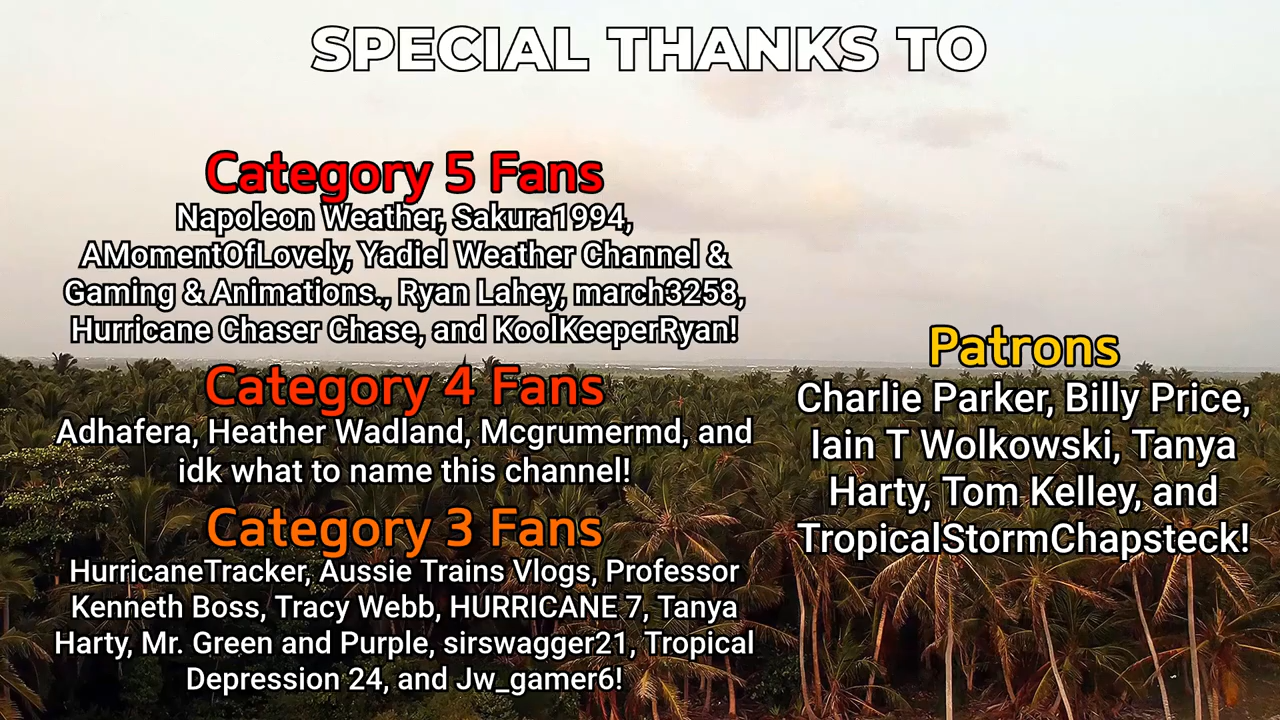 SPECIAL THANKS TO
Category 5 Fans
Napoleon Weather, Sakura1994,
AMomentOfLovely, Yadiel Weather Channel &
Gaming & Animations., Ryan Lahey, march3258,
Hurricane Chaser Chase, and KoolKeeperRyan!
Category 4 Fans
Adhafera, Heather Wadland, Mcgrumermd, and
idk what to name this channel!
Category 3 Fans
HurricaneTracker, Aussie Trains Vlogs, Professor
Kenneth Boss, Tracy Webb, HURRICANE 7, Tanya
Harty, Mr. Green and Purple, sirswagger21, Tropical
Depression 24, and Jw_gamer6!
Patrons
Charlie Parker, Billy Price,
Iain T Wolkowski, Tanya
Harty, Tom Kelley, and
TropicalStormChapsteck!